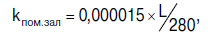 kпом.зал = 0,000015×L/280,